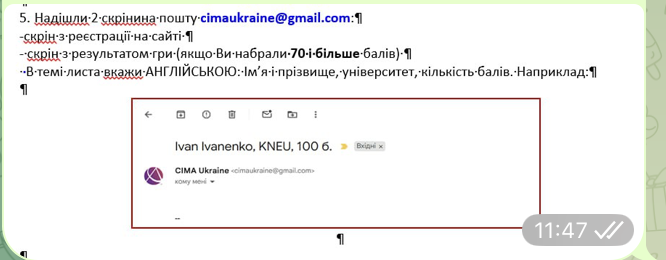 5. Надішли 2 скріни на пошту cimaukraine@gmail.com:¶
-скрін з реєстрації на сайті ¶
- скрін з результатом гри (якщо Ви набрали 70 і більше балів) ¶
- В темі листа вкажи АНГЛІЙСЬКОЮ: Ім’я і прізвище, університет, кількість балів. Наприклад:¶
¶
Ivan Ivanenko, KNEU, 100 б. Вхідні x
CIMA Ukraine <cimaukraine@gmail.com>
кому мені
--
¶
11:47
¶